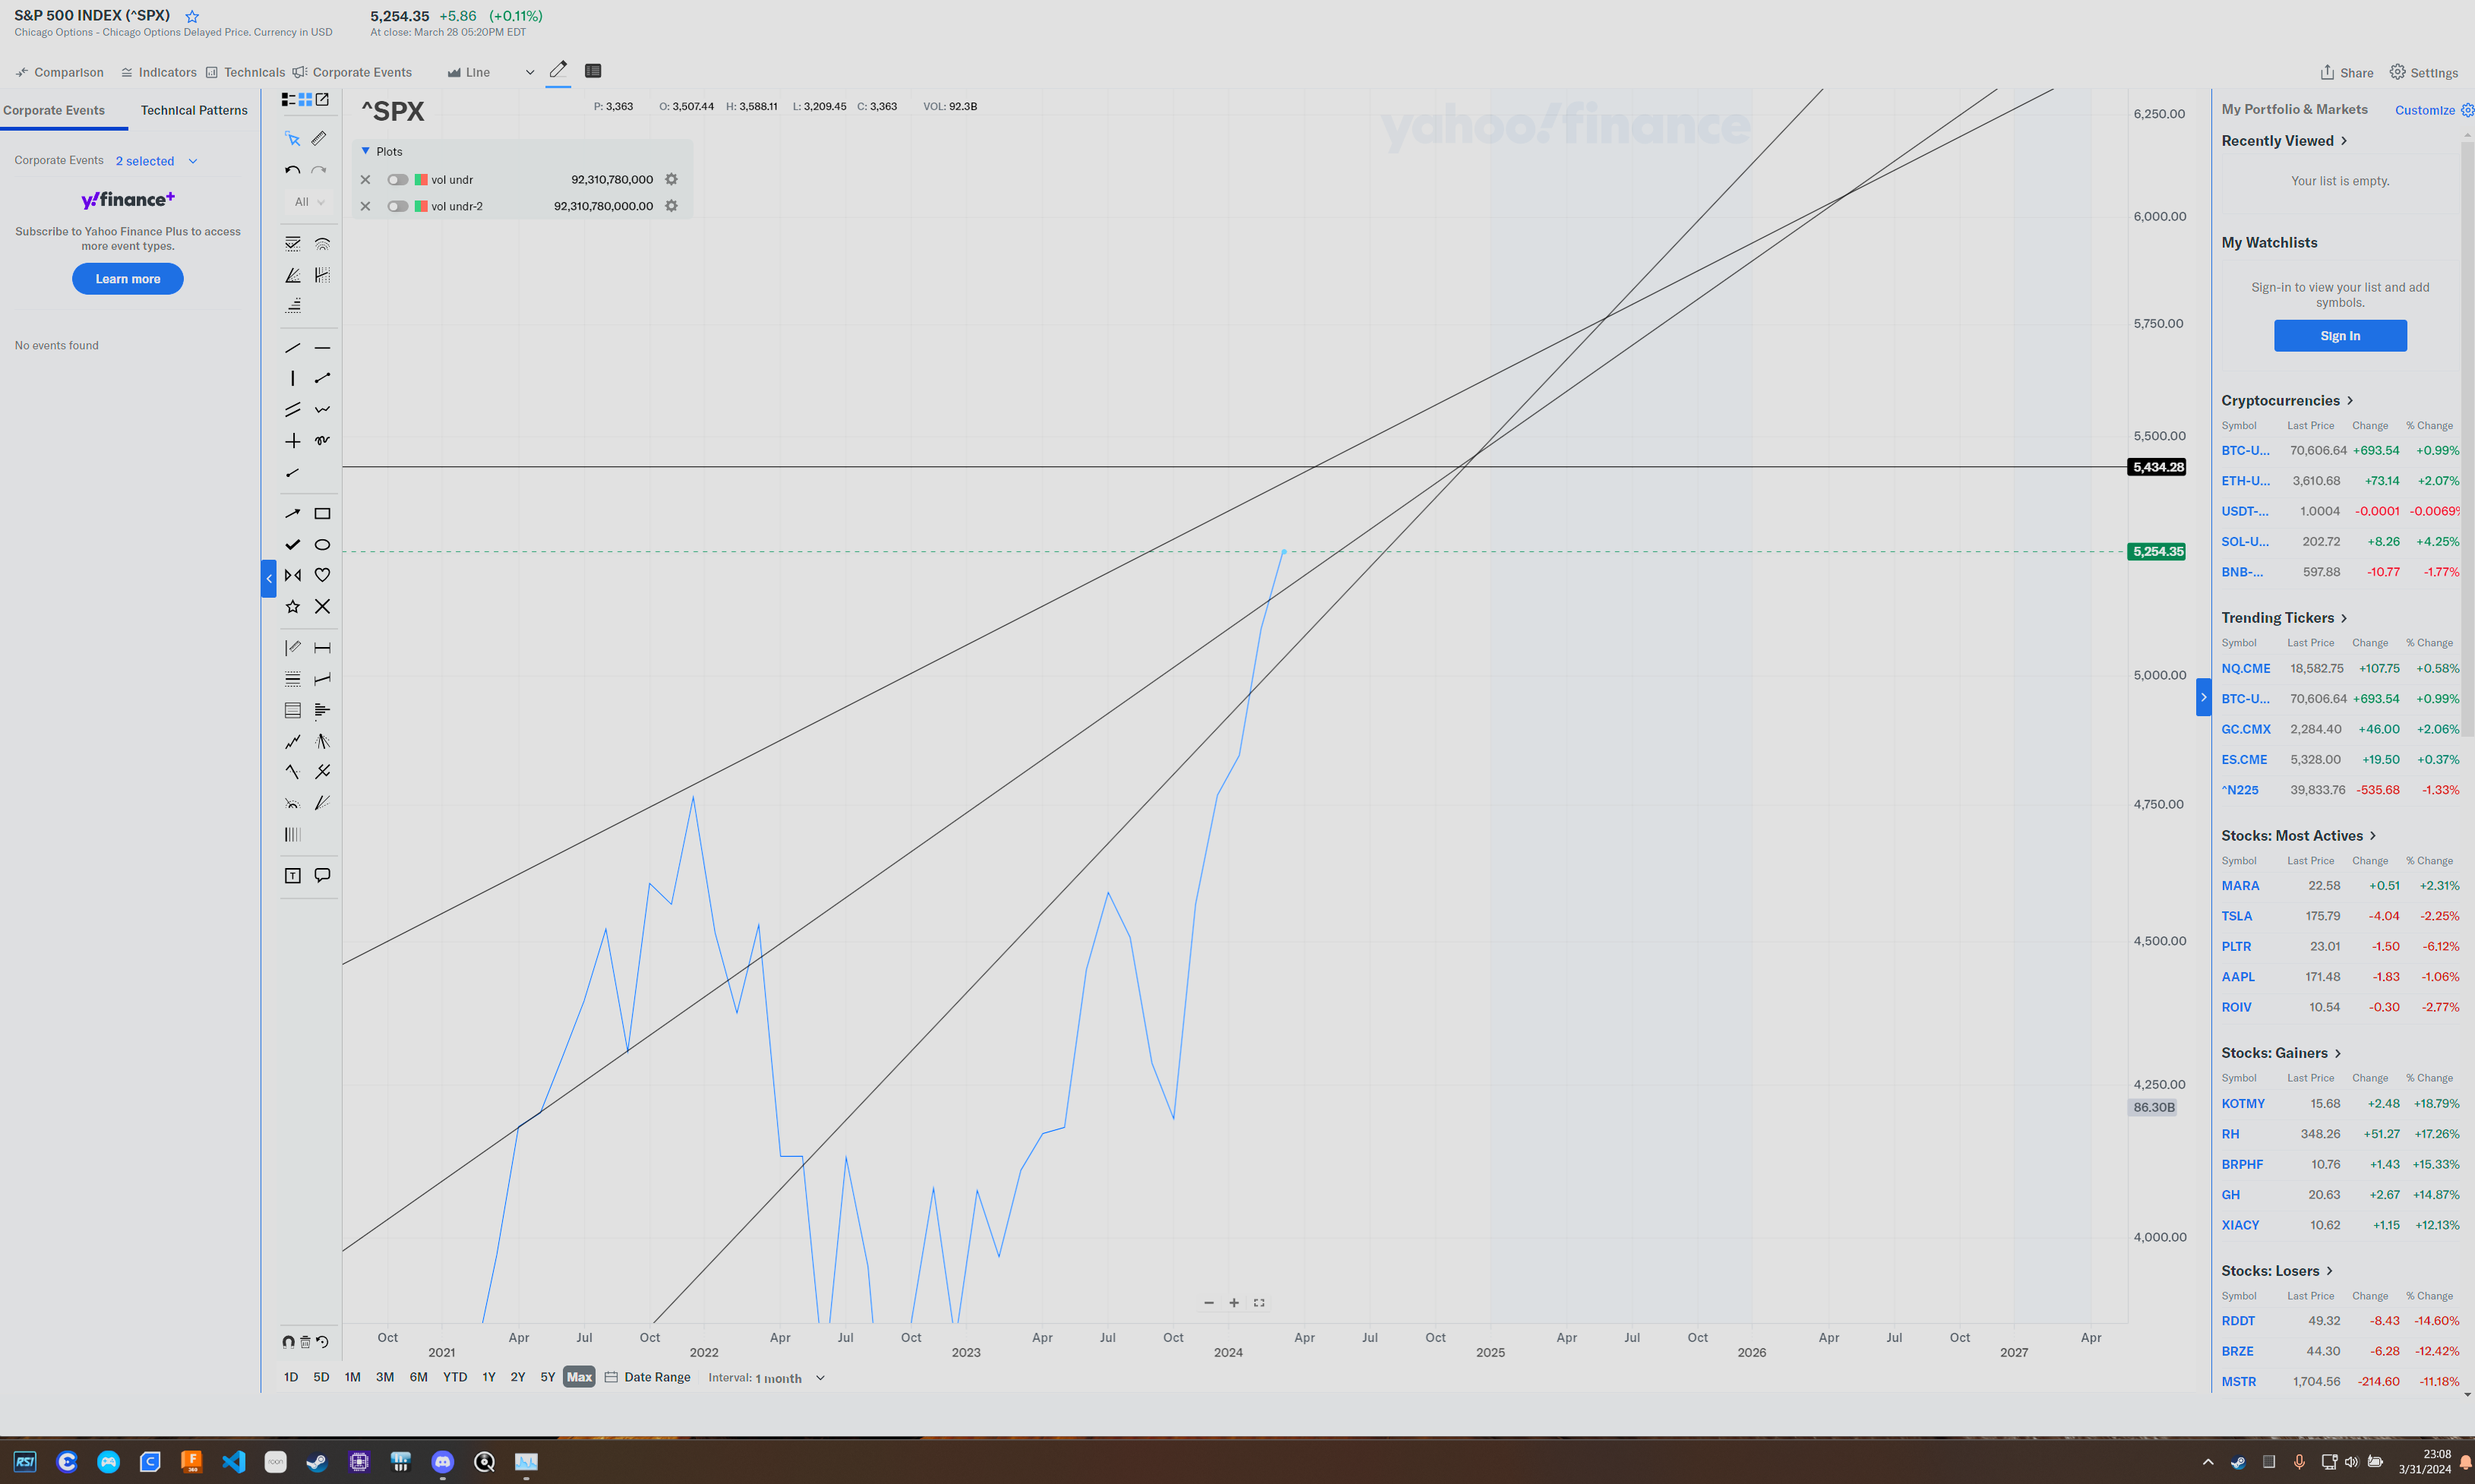 S&P 500 INDEX (^SPX)
5,254.35 +5.86 (+0.11%)
Chicago Options - Chicago Options Delayed Price. Currency in USD
At close: March 28 05:20PM EDT
Comparison Indicators Technicals Corporate Events Line
Share Settings
Corporate Events Technical Patterns
Corporate Events 2 selected
y!finance+
Subscribe to Yahoo Finance Plus to access
more event types.
Learn more
No events found
All
^SPX
P: 3,363 O: 3,507.44 H: 3,588.11 L: 3,209.45 C: 3,363 VOL: 92.3B
Plots
vol undr 92,310,780,000
vol undr-2 92,310,780,000.00
yahoo!finance
6,250.00
6,000.00
5,750.00
5,500.00
5,434.28
5,254.35
5,000.00
4,750.00
4,500.00
4,250.00
86.30B
4,000.00
Oct Apr Jul Oct Apr Jul Oct Apr Jul Oct Apr Jul Oct Apr Jul Oct Apr Jul Oct Apr
2021 2022 2023 2024 2025 2026 2027
1D 5D 1M 3M 6M YTD 1Y 2Y 5Y Max Date Range Interval: 1 month
My Portfolio & Markets Customize
Recently Viewed
Your list is empty.
My Watchlists
Sign-in to view your list and add
symbols.
Sign In
Cryptocurrencies
Symbol Last Price Change % Change
BTC-U... 70,606.64 +693.54 +0.99%
ETH-U... 3,610.68 +73.14 +2.07%
USDT-... 1.0004 -0.0001 -0.0069%
SOL-U... 202.72 +8.26 +4.25%
BNB-... 597.88 -10.77 -1.77%
Trending Tickers
Symbol Last Price Change % Change
NQ.CME 18,582.75 +107.75 +0.58%
BTC-U... 70,606.64 +693.54 +0.99%
GC.CMX 2,284.40 +46.00 +2.06%
ES.CME 5,328.00 +19.50 +0.37%
^N225 39,833.76 -535.68 -1.33%
Stocks: Most Actives
Symbol Last Price Change % Change
MARA 22.58 +0.51 +2.31%
TSLA 175.79 -4.04 -2.25%
PLTR 23.01 -1.50 -6.12%
AAPL 171.48 -1.83 -1.06%
ROIV 10.54 -0.30 -2.77%
Stocks: Gainers
Symbol Last Price Change % Change
KOTMY 15.68 +2.48 +18.79%
RH 348.26 +51.27 +17.26%
BRPHF 10.76 +1.43 +15.33%
GH 20.63 +2.67 +14.87%
XIACY 10.62 +1.15 +12.13%
Stocks: Losers
Symbol Last Price Change % Change
RDDT 49.32 -8.43 -14.60%
BRZE 44.30 -6.28 -12.42%
MSTR 1,704.56 -214.60 -11.18%
RSI
roon
23:08
3/31/2024